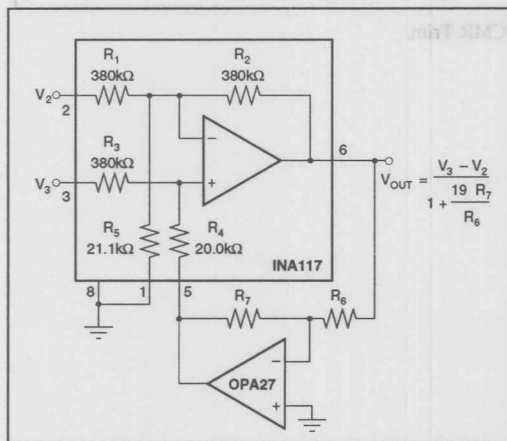 CMR Trim.
R1
380kΩ
R2
380kΩ
V2
2
R3
380kΩ
V3
3
−
+
6
VOUT = V3 − V2 / 1 + 19 R7 / R6
R5
21.1kΩ
R4
20.0kΩ
INA117
8
1
5
R7
R6
−
OPA27
+